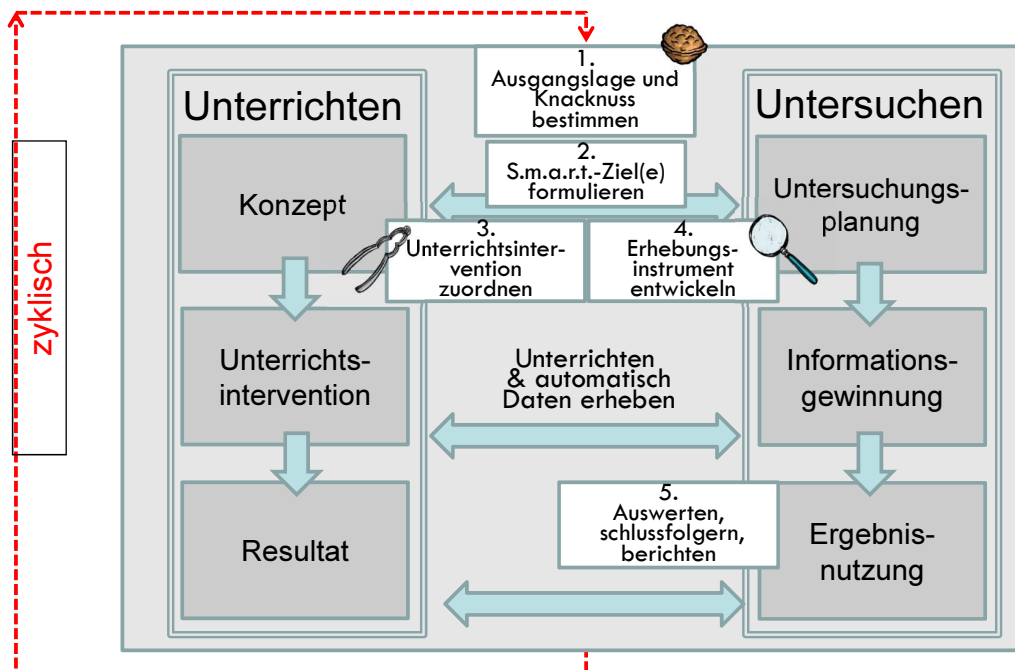 1.
Ausgangslage und
Knacknuss
bestimmen
Unterrichten
Untersuchen
2.
S.m.a.r.t.-Ziel(e)
formulieren
Konzept
Untersuchungs-
planung
3.
Unterrichtsinter-
vention
zuordnen
4.
Erhebungs-
instrument
entwickeln
zyklisch
Unterrichts-
intervention
Unterrichten
& automatisch
Daten erheben
Informations-
gewinnung
5.
Auswerten,
schlussfolgern,
berichten
Resultat
Ergebnis-
nutzung